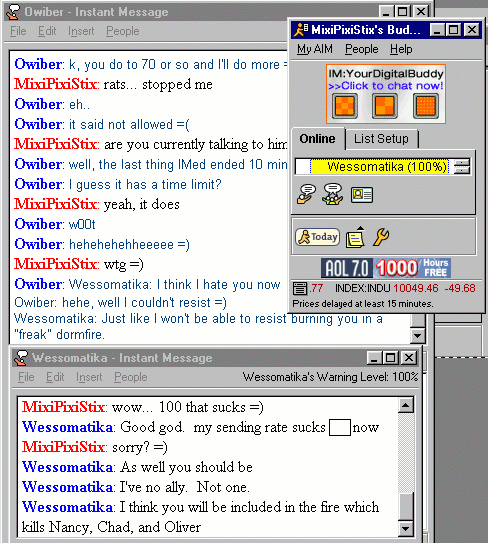 Owiber - Instant Message
File Edit Insert People
Owiber: k, you do to 70 or so and I'll do more =
MixiPixiStix: rats... stopped me
Owiber: eh..
Owiber: it said not allowed =(
MixiPixiStix: are you currently talking to him
Owiber: well, the last thing IMed ended 10 min
Owiber: I guess it has a time limit?
MixiPixiStix: yeah, it does
Owiber: w00t
Owiber: hehehehehheeeee =)
MixiPixiStix: wtg =)
Owiber: Wessomatika: I think I hate you now
Owiber: hehe, well I couldn't resist =)
Wessomatika: Just like I won't be able to resist burning you in a
"freak" dormfire.
MixiPixiStix's Bud...
My AIM People Help
IM:YourDigitalBuddy
>>Click to chat now!
Online List Setup
Wessomatika (100%)
Today
AOL 7.0 1000 Hours FREE
.77 INDEX:INDU 10049.46 -49.68
Prices delayed at least 15 minutes.
Wessomatika - Instant Message
File Edit Insert People Wessomatika's Warning Level: 100%
MixiPixiStix: wow... 100 that sucks =)
Wessomatika: Good god. my sending rate sucks now
MixiPixiStix: sorry? =)
Wessomatika: As well you should be
Wessomatika: I've no ally. Not one.
Wessomatika: I think you will be included in the fire which
kills Nancy, Chad, and Oliver